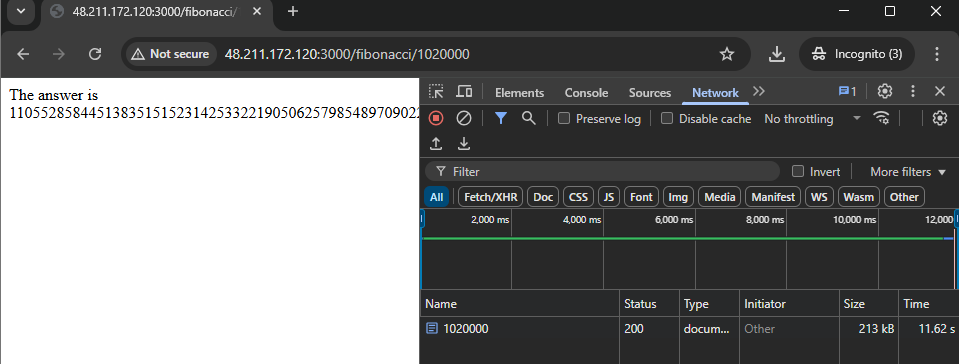 48.211.172.120:3000/fibonacci/
Not secure
48.211.172.120:3000/fibonacci/1020000
Incognito (3)
The answer is
Elements Console Sources Network 1
Preserve log Disable cache No throttling
Filter Invert More filters
All Fetch/XHR Doc CSS JS Font Img Media Manifest WS Wasm Other
2,000 ms 4,000 ms 6,000 ms 8,000 ms 10,000 ms 12,000
Name Status Type Initiator Size Time
1020000 200 docum... Other 213 kB 11.62 s